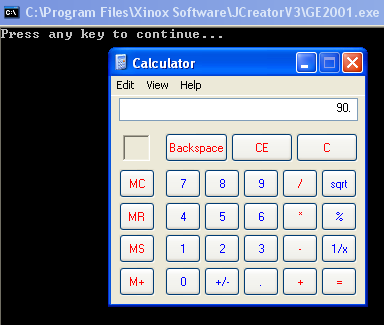 C:\Program Files\Xinox Software\JCreatorV3\GE2001.exe
Press any key to continue...
Calculator
Edit View Help
90.
Backspace CE C
MC 7 8 9 / sqrt
MR 4 5 6 * %
MS 1 2 3 - 1/x
M+ 0 +/- . + =